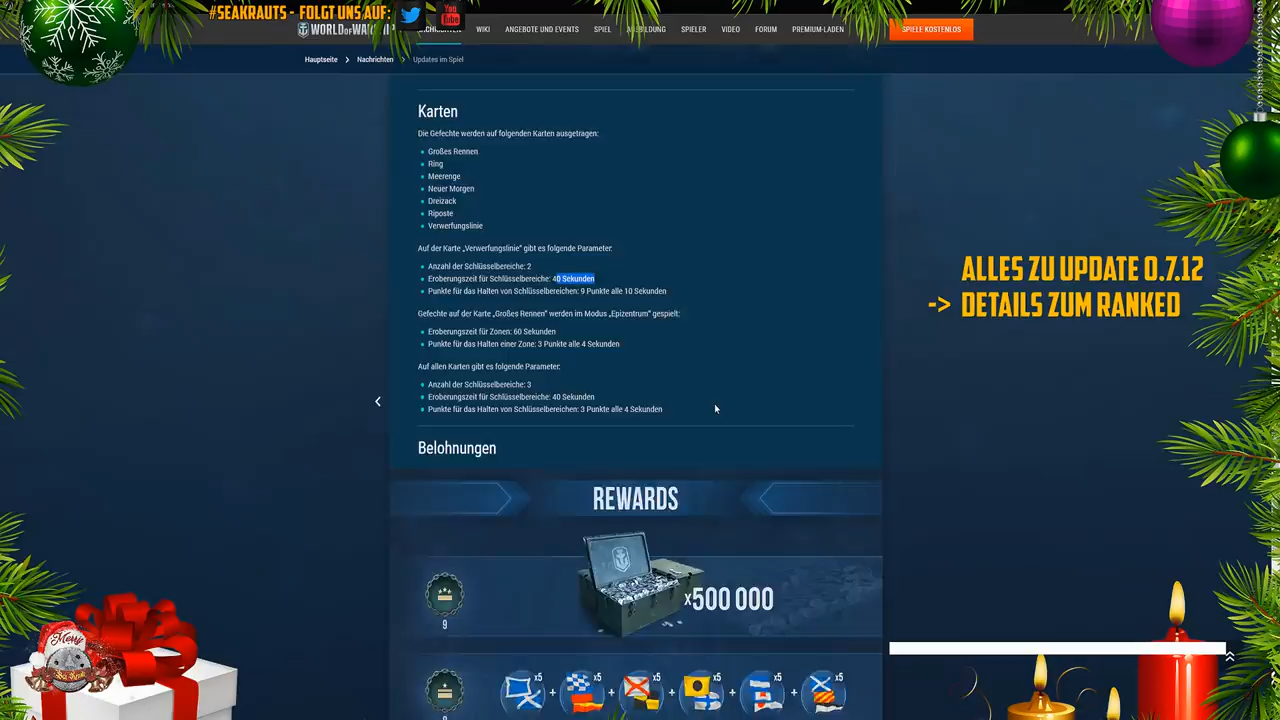 #SEAKRAUTS - FOLGT UNS AUF:
You
Tube
WIKI
ANGEBOTE UND EVENTS
SPIEL
SPIELER
VIDEO
FORUM
PREMIUM-LADEN
SPIELE KOSTENLOS
Hauptseite
Nachrichten
Updates im Spiel
Karten
Die Gefechte werden auf folgenden Karten ausgetragen:
Großes Rennen
Ring
Meerenge
Neuer Morgen
Dreizack
Riposte
Verwerfungslinie
Auf der Karte „Verwerfungslinie“ gibt es folgende Parameter:
Anzahl der Schlüsselbereiche: 2
Eroberungszeit für Schlüsselbereiche: 40 Sekunden
Punkte für das Halten von Schlüsselbereichen: 9 Punkte alle 10 Sekunden
Gefechte auf der Karte „Großes Rennen“ werden im Modus „Epizentrum“ gespielt:
Eroberungszeit für Zonen: 60 Sekunden
Punkte für das Halten einer Zone: 3 Punkte alle 4 Sekunden
Auf allen Karten gibt es folgende Parameter:
Anzahl der Schlüsselbereiche: 3
Eroberungszeit für Schlüsselbereiche: 40 Sekunden
Punkte für das Halten von Schlüsselbereichen: 3 Punkte alle 4 Sekunden
ALLES ZU UPDATE 0.7.12
-> DETAILS ZUM RANKED
Belohnungen
REWARDS
9
x500 000
x5 + x5 + x5 + x5 + x5 + x5
Merry